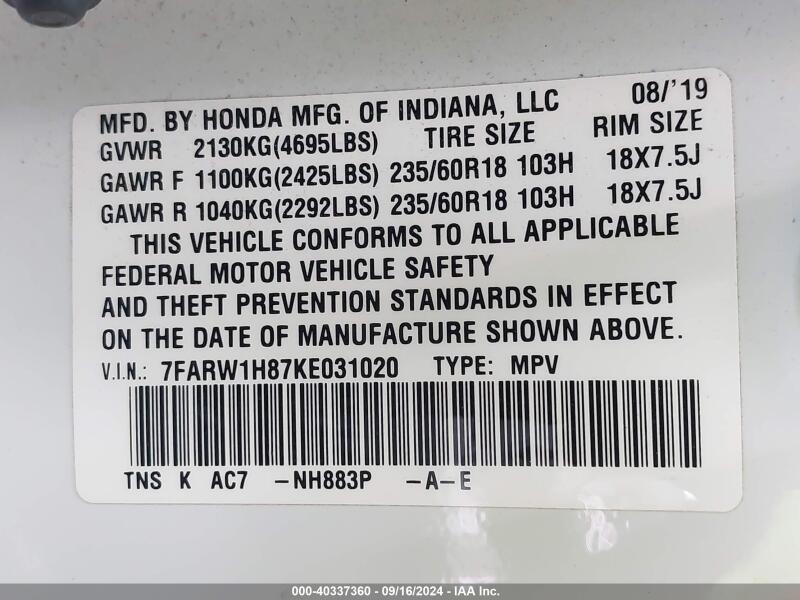 MFD. BY HONDA MFG. OF INDIANA, LLC 08/'19
GVWR 2130KG(4695LBS) TIRE SIZE RIM SIZE
GAWR F 1100KG(2425LBS) 235/60R18 103H 18X7.5J
GAWR R 1040KG(2292LBS) 235/60R18 103H 18X7.5J
THIS VEHICLE CONFORMS TO ALL APPLICABLE
FEDERAL MOTOR VEHICLE SAFETY
AND THEFT PREVENTION STANDARDS IN EFFECT
ON THE DATE OF MANUFACTURE SHOWN ABOVE.
V.I.N.: 7FARW1H87KE031020 TYPE: MPV
TNS K AC7 -NH883P -A-E
000-40337360 - 09/16/2024 - IAA Inc.